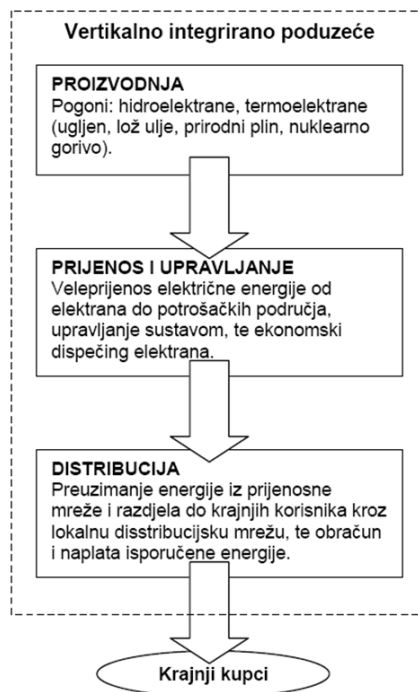 Vertikalno integrirano poduzeće
PROIZVODNJA
Pogoni: hidroelektrane, termoelektrane
(ugljen, lož ulje, prirodni plin, nuklearno
gorivo).
PRIJENOS I UPRAVLJANJE
Veleprijenos električne energije od
elektrana do potrošačkih područja,
upravljanje sustavom, te ekonomski
dispečing elektrana.
DISTRIBUCIJA
Preuzimanje energije iz prijenosne
mreže i razdjela do krajnjih korisnika kroz
lokalnu disstribucijsku mrežu, te obračun
i naplata isporučene energije.
Krajnji kupci